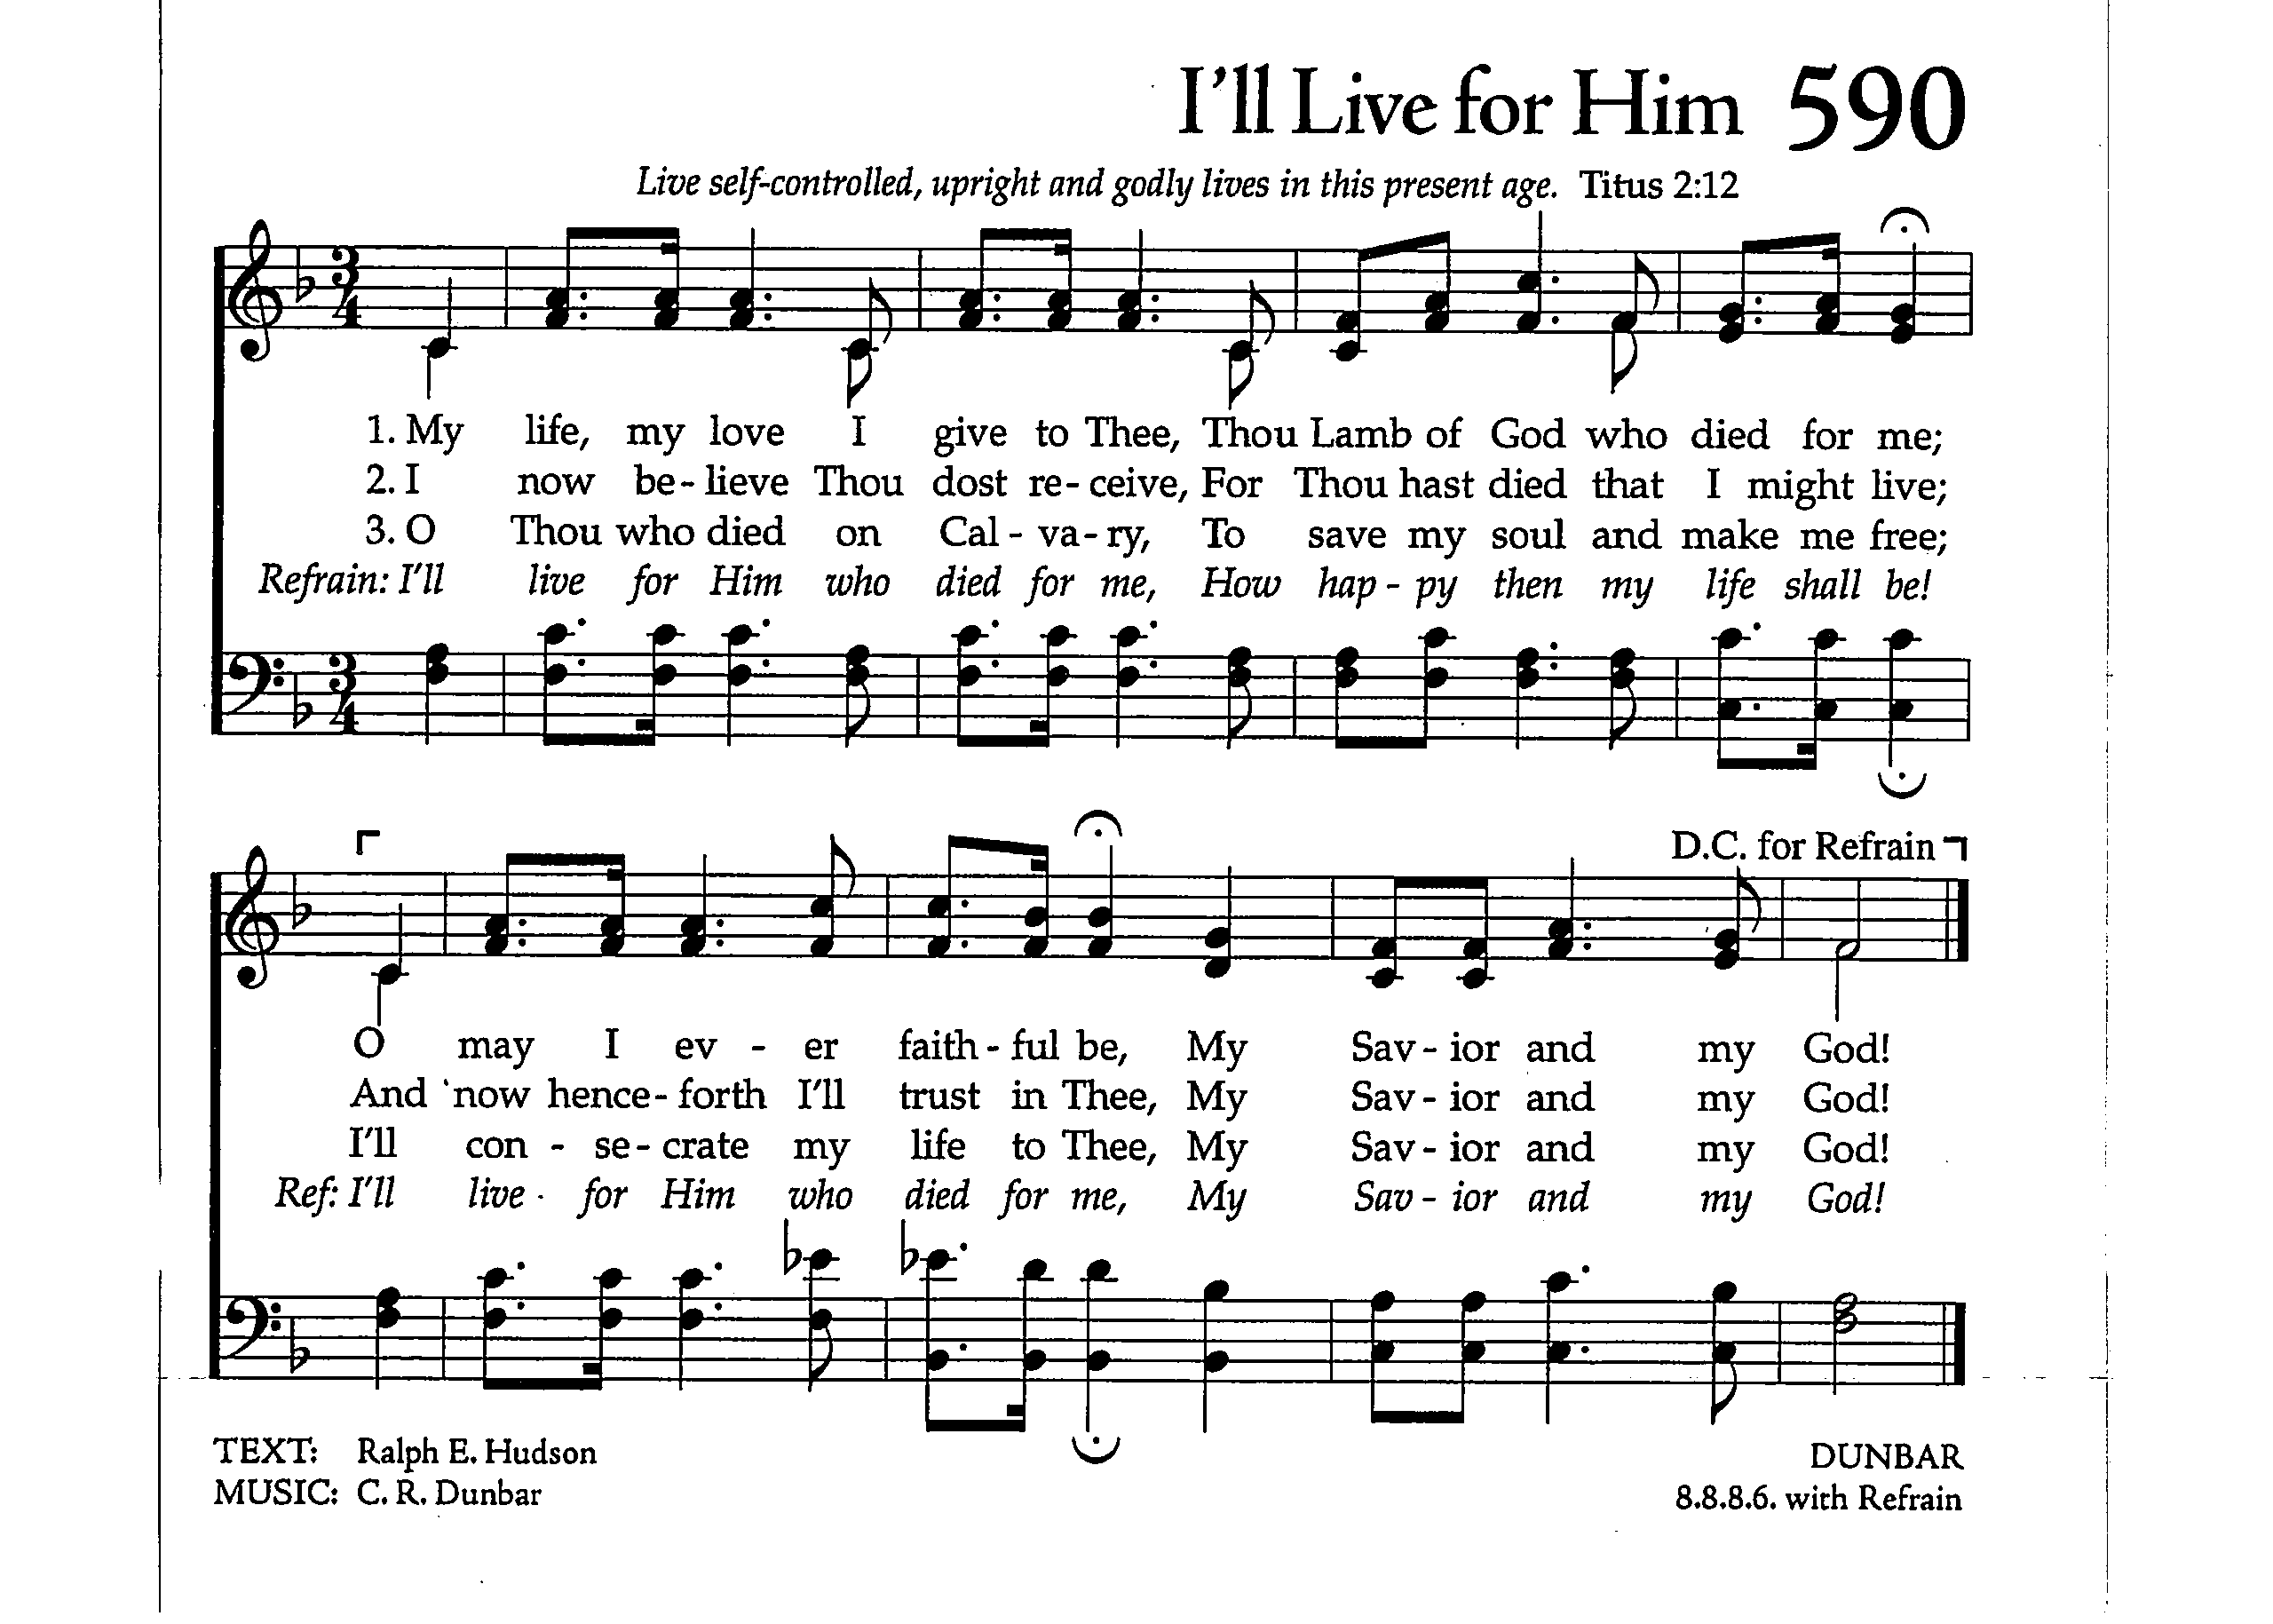 I'll Live for Him 590
Live self-controlled, upright and godly lives in this present age. Titus 2:12
1. My life, my love I give to Thee, Thou Lamb of God who died for me;
2. I now be - lieve Thou dost re - ceive, For Thou hast died that I might live;
3. O Thou who died on Cal - va - ry, To save my soul and make me free;
Refrain: I'll live for Him who died for me, How hap - py then my life shall be!
D.C. for Refrain
O may I ev - er faith - ful be, My Sav - ior and my God!
And now hence - forth I'll trust in Thee, My Sav - ior and my God!
I'll con - se - crate my life to Thee, My Sav - ior and my God!
Ref: I'll live for Him who died for me, My Sav - ior and my God!
TEXT: Ralph E. Hudson
MUSIC: C. R. Dunbar
DUNBAR
8.8.8.6. with Refrain